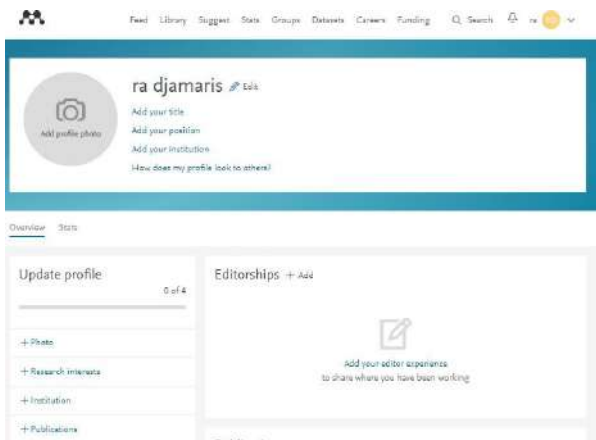 Feed Library Suggest Stats Groups Datasets Careers Funding Search ra
ra djamaris Edit
Add your title
Add your position
Add your institution
How does my profile look to others?
Add profile photo
Overview Stats
Update profile
0 of 4
+ Photo
+ Research interests
+ Institution
+ Publications
Editorships + Add
Add your editor experience
to share where you have been working